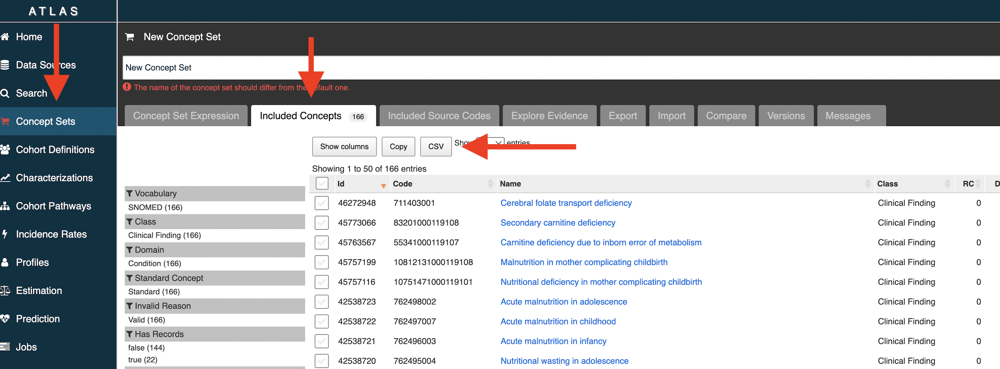 ATLAS
Home
Data Sources
Search
Concept Sets
Cohort Definitions
Characterizations
Cohort Pathways
Incidence Rates
Profiles
Estimation
Prediction
Jobs
New Concept Set
New Concept Set
The name of the concept set should differ from the default one.
Concept Set Expression
Included Concepts 166
Included Source Codes
Explore Evidence
Export
Import
Compare
Versions
Messages
Show columns
Copy
CSV
Show entries
Showing 1 to 50 of 166 entries
Vocabulary
SNOMED (166)
Class
Clinical Finding (166)
Domain
Condition (166)
Standard Concept
Standard (166)
Invalid Reason
Valid (166)
Has Records
false (144)
true (22)
Id Code Name Class RC D
46272948 711403001 Cerebral folate transport deficiency Clinical Finding 0
45773066 83201000119108 Secondary carnitine deficiency Clinical Finding 0
45763567 55341000119107 Carnitine deficiency due to inborn error of metabolism Clinical Finding 0
45757199 10812131000119108 Malnutrition in mother complicating childbirth Clinical Finding 0
45757116 10751471000119101 Nutritional deficiency in mother complicating childbirth Clinical Finding 0
42538723 762498002 Acute malnutrition in adolescence Clinical Finding 0
42538722 762497007 Acute malnutrition in childhood Clinical Finding 0
42538721 762496003 Acute malnutrition in infancy Clinical Finding 0
42538720 762495004 Nutritional wasting in adolescence Clinical Finding 0